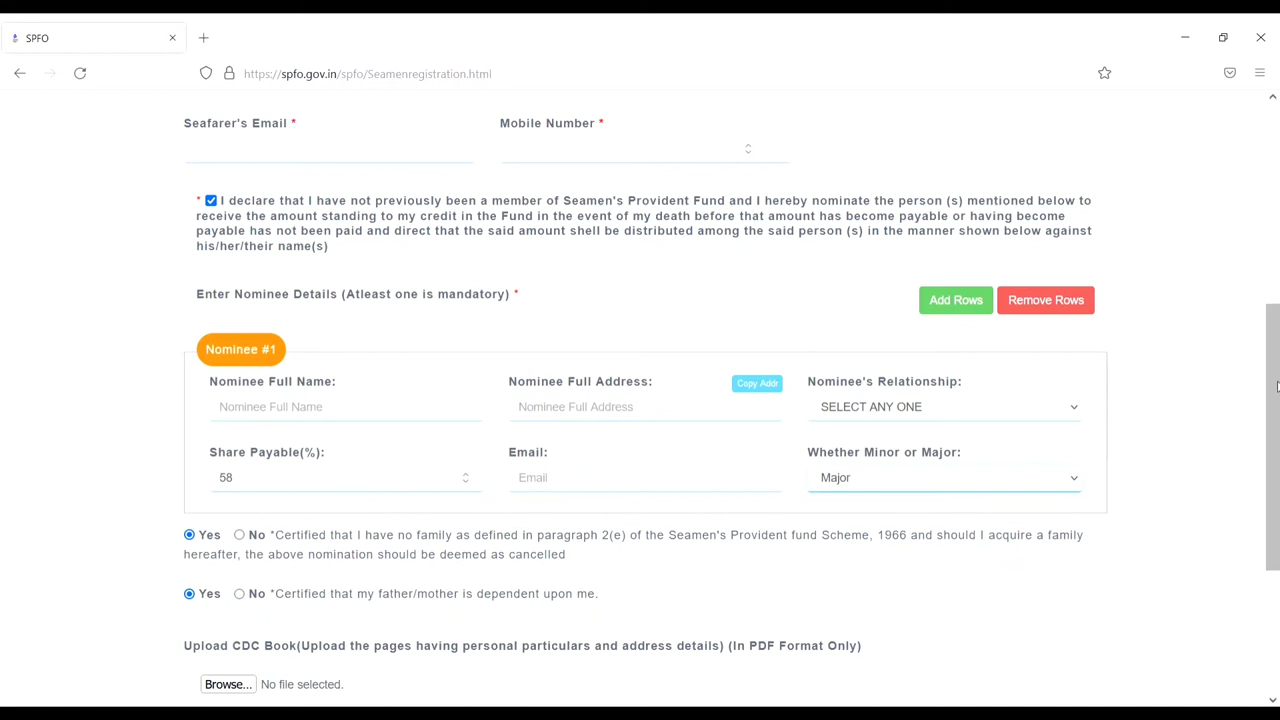 SPFO
https://spfo.gov.in/spfo/Seamenregistration.html
Seafarer's Email *
Mobile Number *
* I declare that I have not previously been a member of Seamen's Provident Fund and I hereby nominate the person (s) mentioned below to
receive the amount standing to my credit in the Fund in the event of my death before that amount has become payable or having become
payable has not been paid and direct that the said amount shell be distributed among the said person (s) in the manner shown below against
his/her/their name(s)
Enter Nominee Details (Atleast one is mandatory) *
Add Rows
Remove Rows
Nominee #1
Nominee Full Name:
Nominee Full Address:
Copy Addr
Nominee's Relationship:
Nominee Full Name
Nominee Full Address
SELECT ANY ONE
Share Payable(%):
Email:
Whether Minor or Major:
58
Email
Major
Yes No *Certified that I have no family as defined in paragraph 2(e) of the Seamen's Provident fund Scheme, 1966 and should I acquire a family
hereafter, the above nomination should be deemed as cancelled
Yes No *Certified that my father/mother is dependent upon me.
Upload CDC Book(Upload the pages having personal particulars and address details) (In PDF Format Only)
Browse... No file selected.